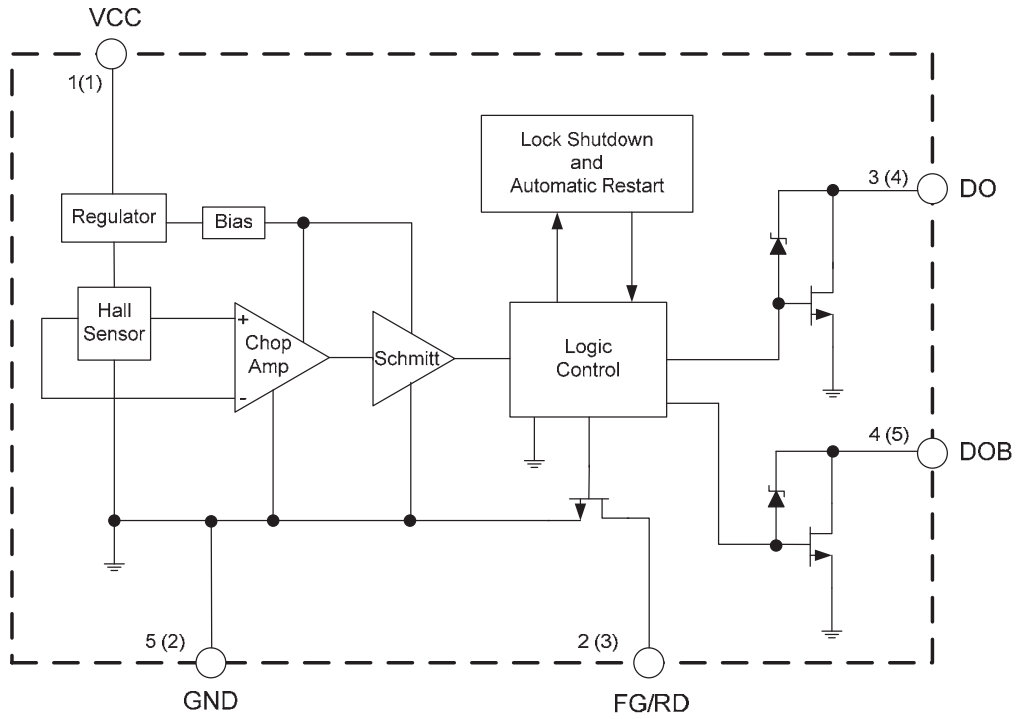 VCC
1(1)
Lock Shutdown
and
Automatic Restart
3 (4)
DO
Regulator
Bias
Hall
Sensor
+
Chop
Amp
-
Schmitt
Logic
Control
4 (5)
DOB
5 (2)
GND
2 (3)
FG/RD